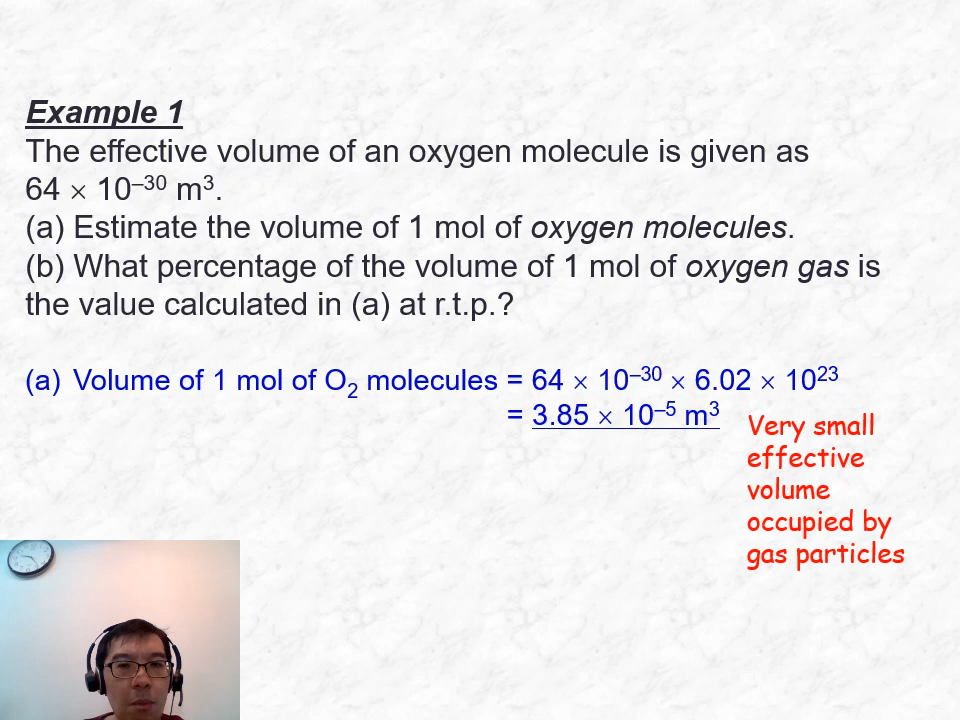 Example 1
The effective volume of an oxygen molecule is given as
64 × 10⁻³⁰ m³.
(a) Estimate the volume of 1 mol of oxygen molecules.
(b) What percentage of the volume of 1 mol of oxygen gas is
the value calculated in (a) at r.t.p.?
(a) Volume of 1 mol of O₂ molecules = 64 × 10⁻³⁰ × 6.02 × 10²³
= 3.85 × 10⁻⁵ m³
Very small
effective
volume
occupied by
gas particles